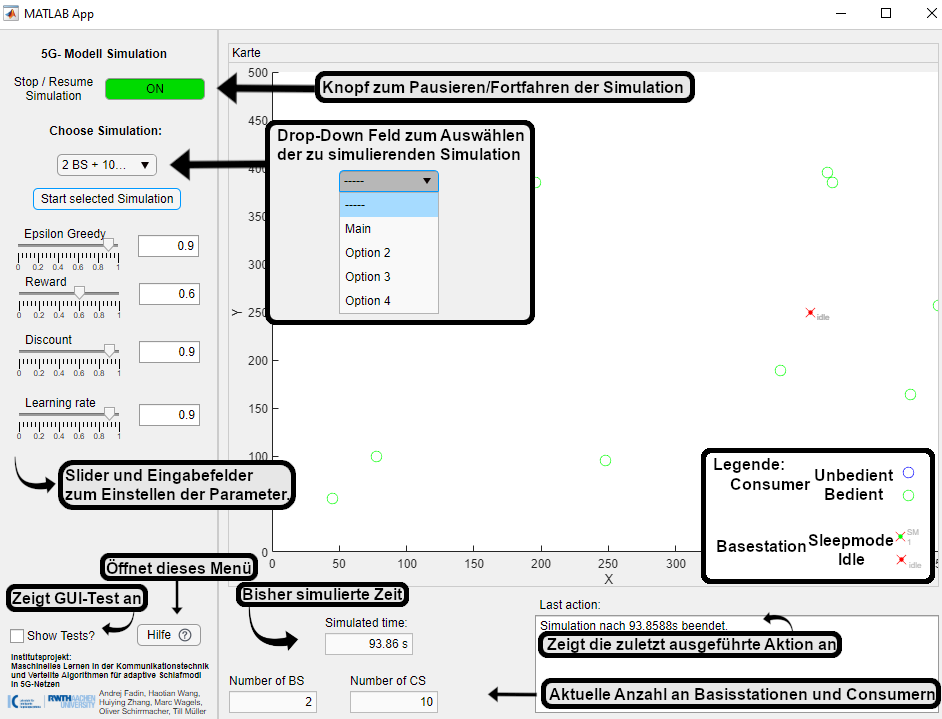 MATLAB App
5G- Modell Simulation
Stop / Resume
Simulation
ON
Choose Simulation:
2 BS + 10...
Start selected Simulation
Epsilon Greedy
0.9
0 0.2 0.4 0.6 0.8 1
Reward
0.6
0 0.2 0.4 0.6 0.8 1
Discount
0.9
0 0.2 0.4 0.6 0.8 1
Learning rate
0.9
0 0.2 0.4 0.6 0.8 1
Slider und Eingabefelder
zum Einstellen der Parameter.
Öffnet dieses Menü
Zeigt GUI-Test an
Show Tests?
Hilfe ?
Institutsprojekt:
Maschinelles Lernen in der Kommunikationstechnik
und Verteilte Algorithmen für adaptive Schlafmodi
in 5G-Netzen
RWTH AACHEN
UNIVERSITY
Andrej Fadin, Haotian Wang,
Huiying Zhang, Marc Wagels,
Oliver Schirrmacher, Till Müller
Karte
Knopf zum Pausieren/Fortfahren der Simulation
Drop-Down Feld zum Auswählen
der zu simulierenden Simulation
-----
-----
Main
Option 2
Option 3
Option 4
500
450
400
350
300
250
200
150
100
0
Y
0 50 100 150 200 250 300
X
idle
Legende:
Consumer
Unbedient
Bedient
Basestation
Sleepmode
SM
1
Idle
idle
Bisher simulierte Zeit
Simulated time:
93.86 s
Number of BS
2
Number of CS
10
Last action:
Simulation nach 93.8588s beendet.
Zeigt die zuletzt ausgeführte Aktion an
Aktuelle Anzahl an Basisstationen und Consumern